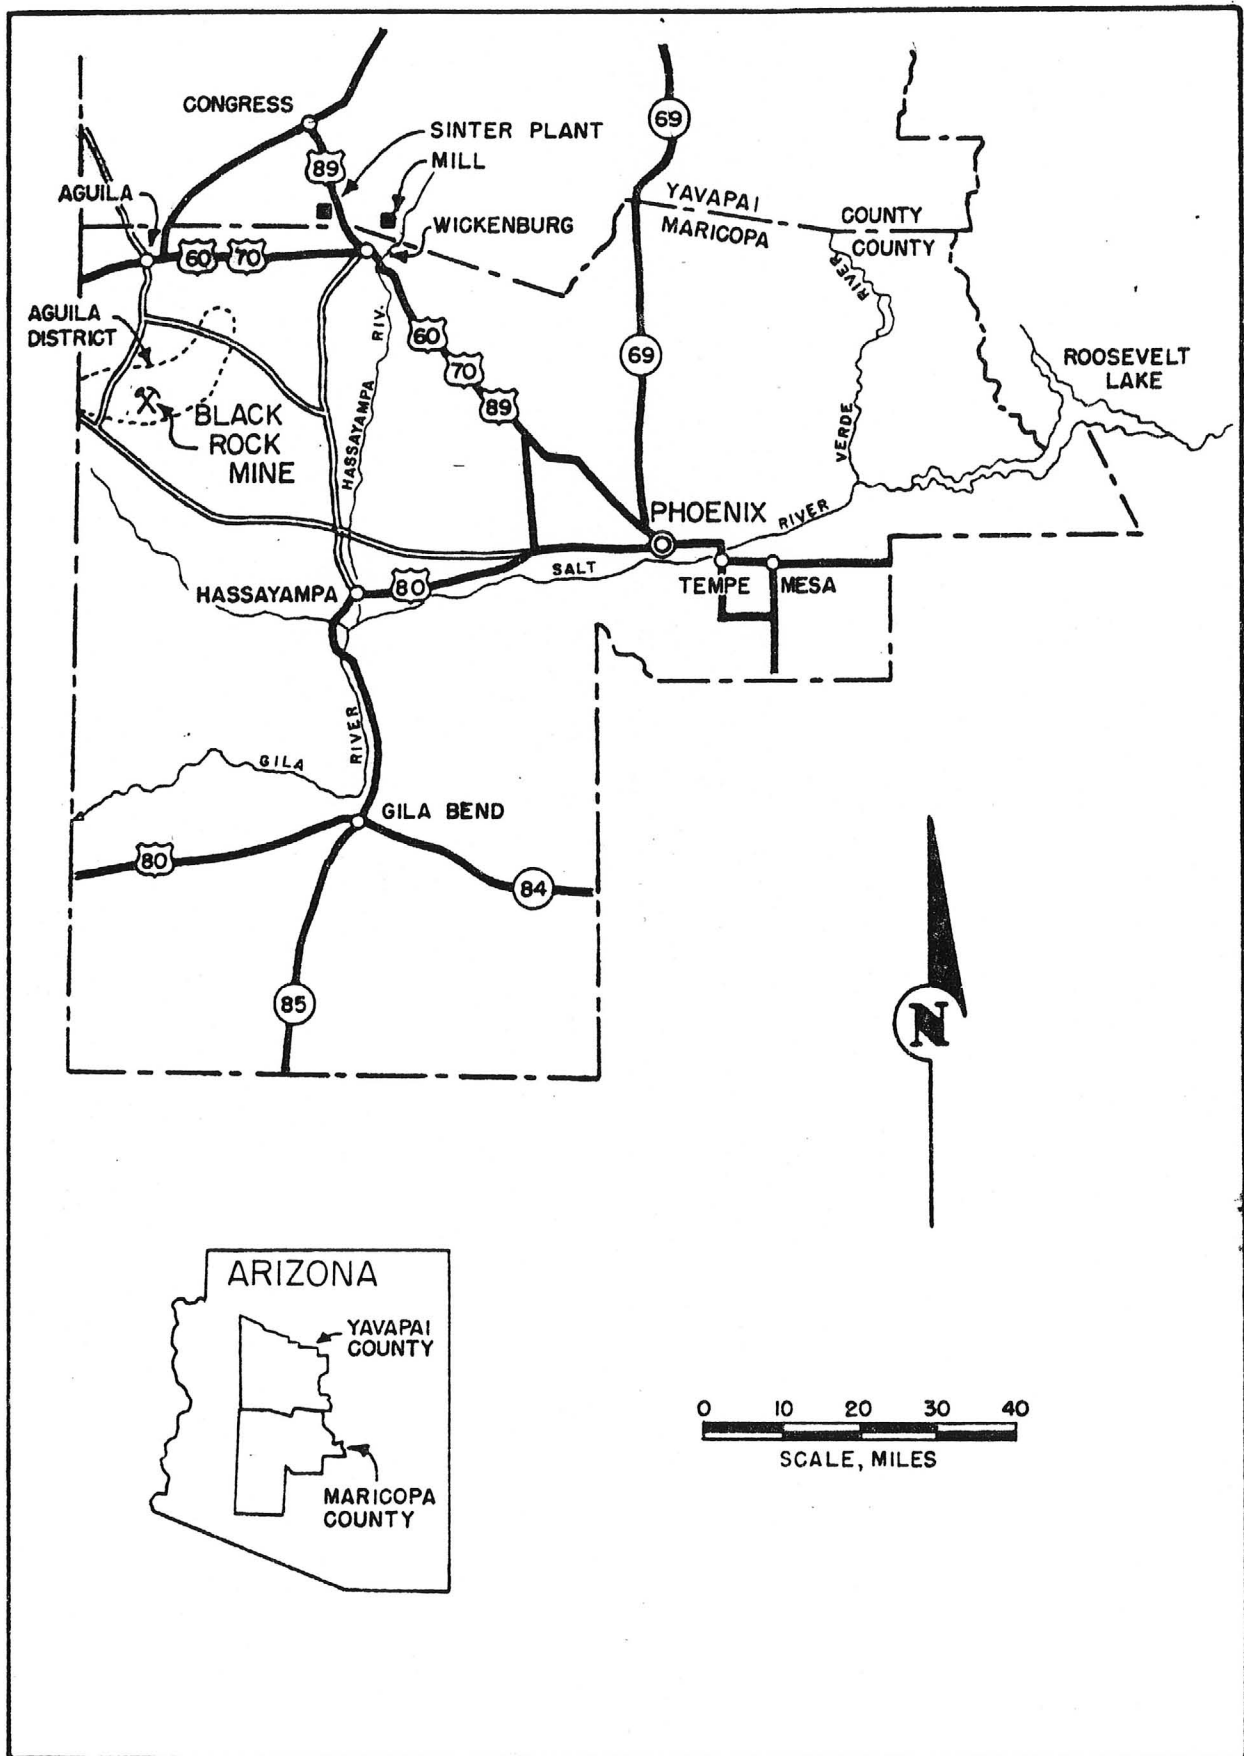 CONGRESS
69
SINTER PLANT
89
MILL
AGUILA
YAVAPAI
COUNTY
MARICOPA
COUNTY
WICKENBURG
60
70
RIVER
AGUILA
DISTRICT
HASSAYAMPA RIV.
60
69
70
ROOSEVELT
LAKE
89
BLACK
ROCK
MINE
VERDE
PHOENIX
RIVER
SALT
TEMPE
MESA
HASSAYAMPA
80
RIVER
GILA
GILA BEND
80
84
85
N
ARIZONA
YAVAPAI
COUNTY
MARICOPA
COUNTY
0 10 20 30 40
SCALE, MILES